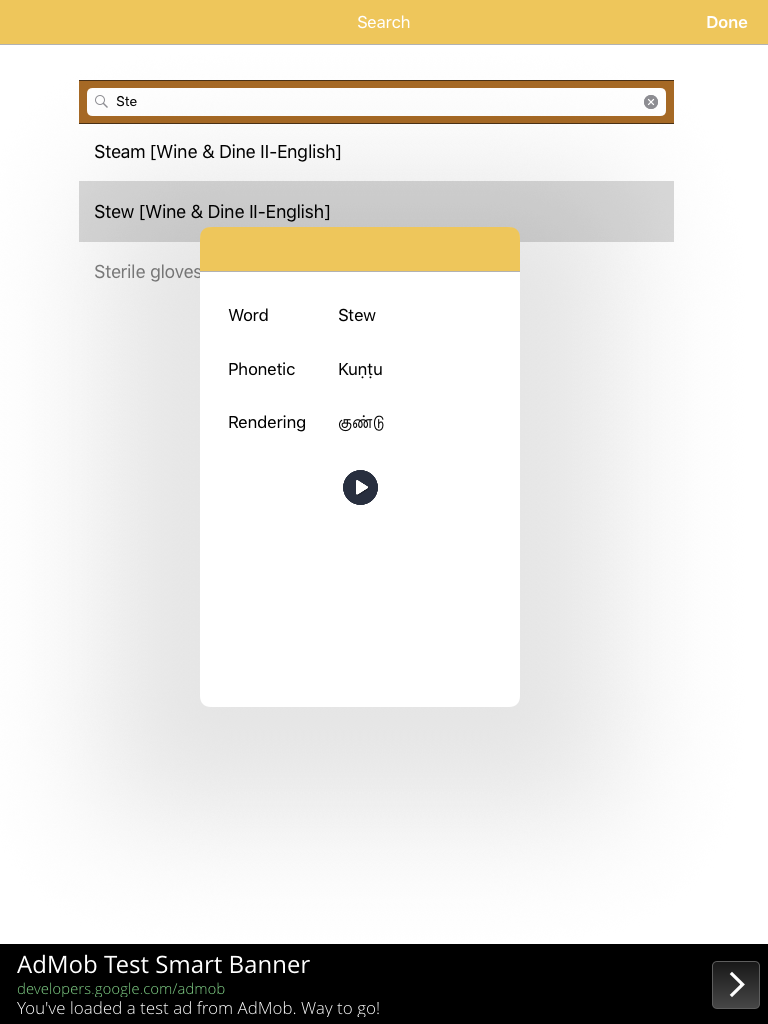 Search
Done
Ste
Steam [Wine & Dine II-English]
Stew [Wine & Dine II-English]
Sterile gloves
Word Stew
Phonetic Kuṇṭu
Rendering குண்டு
AdMob Test Smart Banner
developers.google.com/admob
You've loaded a test ad from AdMob. Way to go!